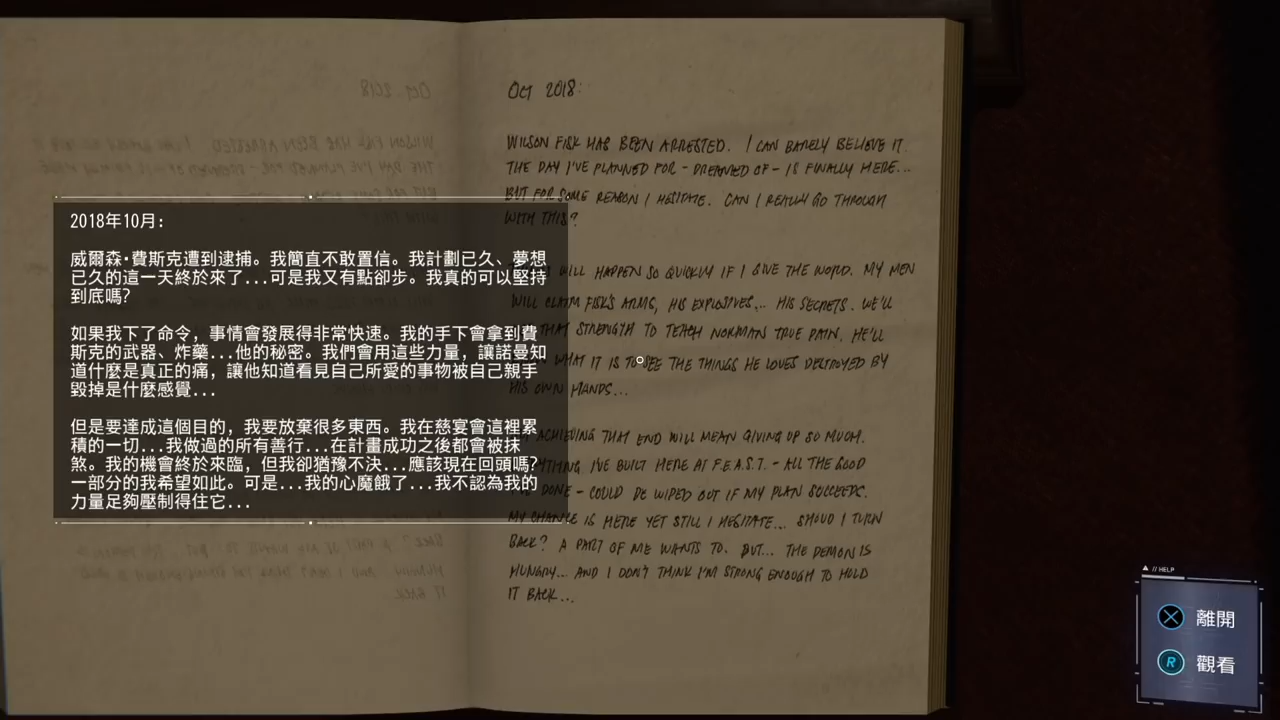 OCT 2018:
WILSON FISK HAS BEEN ARRESTED. I CAN BARELY BELIEVE IT.
THE DAY I'VE PLANNED FOR - DREAMED OF - IS FINALLY HERE...
BUT FOR SOME REASON I HESITATE. CAN I REALLY GO THROUGH
WITH THIS?
WILL HAPPEN SO QUICKLY IF I GIVE THE WORD. MY MEN
WILL CLAIM FISK'S ARMS, HIS EXPLOSIVES... HIS SECRETS. WE'LL
THAT STRENGTH TO TEACH NORMAN TRUE PAIN. HE'LL
WHAT IT IS TO SEE THE THINGS HE LOVES DESTROYED BY
HIS OWN HANDS...
ACHIEVING THAT END WILL MEAN GIVING UP SO MUCH.
I'VE BUILT HERE AT F.E.A.S.T. - ALL THE GOOD
I'VE DONE - COULD BE WIPED OUT IF MY PLAN SUCCEEDS.
MY CHANCE IS HERE YET STILL I HESITATE... SHOUD I TURN
BACK? A PART OF ME WANTS TO. BUT... THE DEMON IS
HUNGRY... AND I DON'T THINK I'M STRONG ENOUGH TO HOLD
IT BACK...
2018年10月:
威爾森·費斯克遭到逮捕。我簡直不敢置信。我計劃已久、夢想
已久的這一天終於來了...可是我又有點卻步。我真的可以堅持
到底嗎?
如果我下了命令，事情會發展得非常快速。我的手下會拿到費
斯克的武器、炸藥...他的秘密。我們會用這些力量，讓諾曼知
道什麼是真正的痛，讓他知道看見自己所愛的事物被自己親手
毀掉是什麼感覺...
但是要達成這個目的，我要放棄很多東西。我在慈宴會這裡累
積的一切...我做過的所有善行...在計畫成功之後都會被抹
煞。我的機會終於來臨，但我卻猶豫不決...應該現在回頭嗎?
一部分的我希望如此。可是...我的心魔餓了...我不認為我的
力量足夠壓制得住它...
// HELP
離開
R 觀看